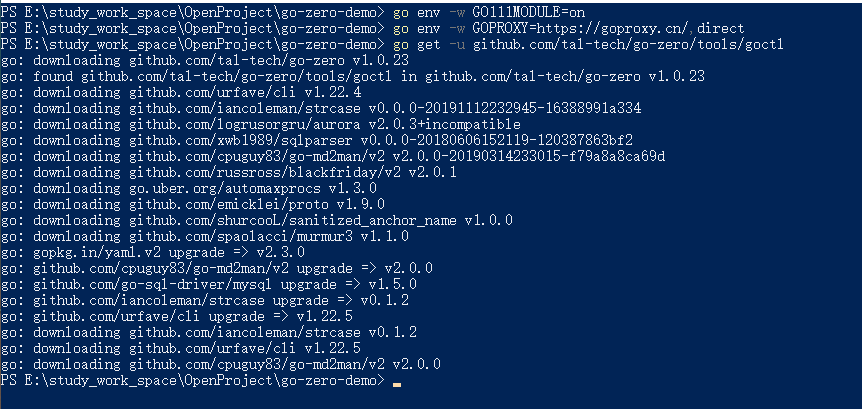 PS E:\study_work_space\OpenProject\go-zero-demo> go env -w GO111MODULE=on
PS E:\study_work_space\OpenProject\go-zero-demo> go env -w GOPROXY=https://goproxy.cn/,direct
PS E:\study_work_space\OpenProject\go-zero-demo> go get -u github.com/tal-tech/go-zero/tools/goctl
go: downloading github.com/tal-tech/go-zero v1.0.23
go: found github.com/tal-tech/go-zero/tools/goctl in github.com/tal-tech/go-zero v1.0.23
go: downloading github.com/urfave/cli v1.22.4
go: downloading github.com/iancoleman/strcase v0.0.0-20191112232945-16388991a334
go: downloading github.com/logrusorgru/aurora v2.0.3+incompatible
go: downloading github.com/xwb1989/sqlparser v0.0.0-20180606152119-120387863bf2
go: downloading github.com/cpuguy83/go-md2man/v2 v2.0.0-20190314233015-f79a8a8ca69d
go: downloading github.com/russross/blackfriday/v2 v2.0.1
go: downloading go.uber.org/automaxprocs v1.3.0
go: downloading github.com/emicklei/proto v1.9.0
go: downloading github.com/shurcooL/sanitized_anchor_name v1.0.0
go: downloading github.com/spaolacci/murmur3 v1.1.0
go: gopkg.in/yaml.v2 upgrade => v2.3.0
go: github.com/cpuguy83/go-md2man/v2 upgrade => v2.0.0
go: github.com/go-sql-driver/mysql upgrade => v1.5.0
go: github.com/iancoleman/strcase upgrade => v0.1.2
go: github.com/urfave/cli upgrade => v1.22.5
go: downloading github.com/iancoleman/strcase v0.1.2
go: downloading github.com/urfave/cli v1.22.5
go: downloading github.com/cpuguy83/go-md2man/v2 v2.0.0
PS E:\study_work_space\OpenProject\go-zero-demo>